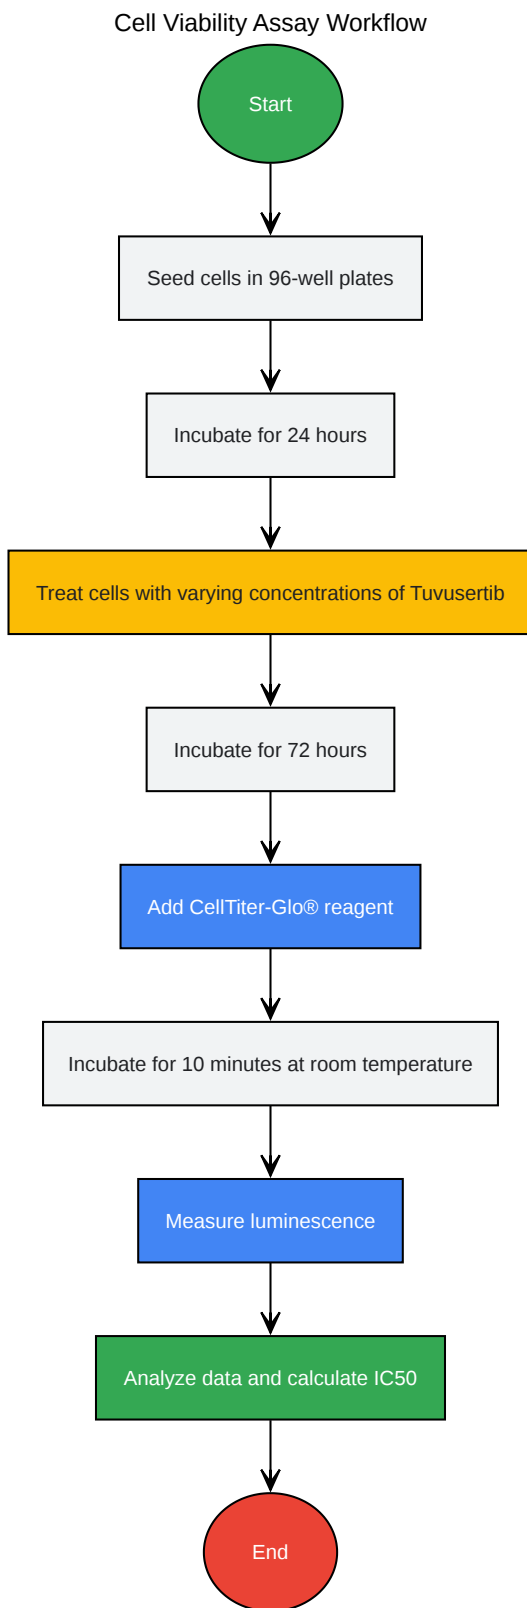 Cell Viability Assay Workflow
Start
Seed cells in 96-well plates
Incubate for 24 hours
Treat cells with varying concentrations of Tuvusertib
Incubate for 72 hours
Add CellTiter-Glo® reagent
Incubate for 10 minutes at room temperature
Measure luminescence
Analyze data and calculate IC50
End